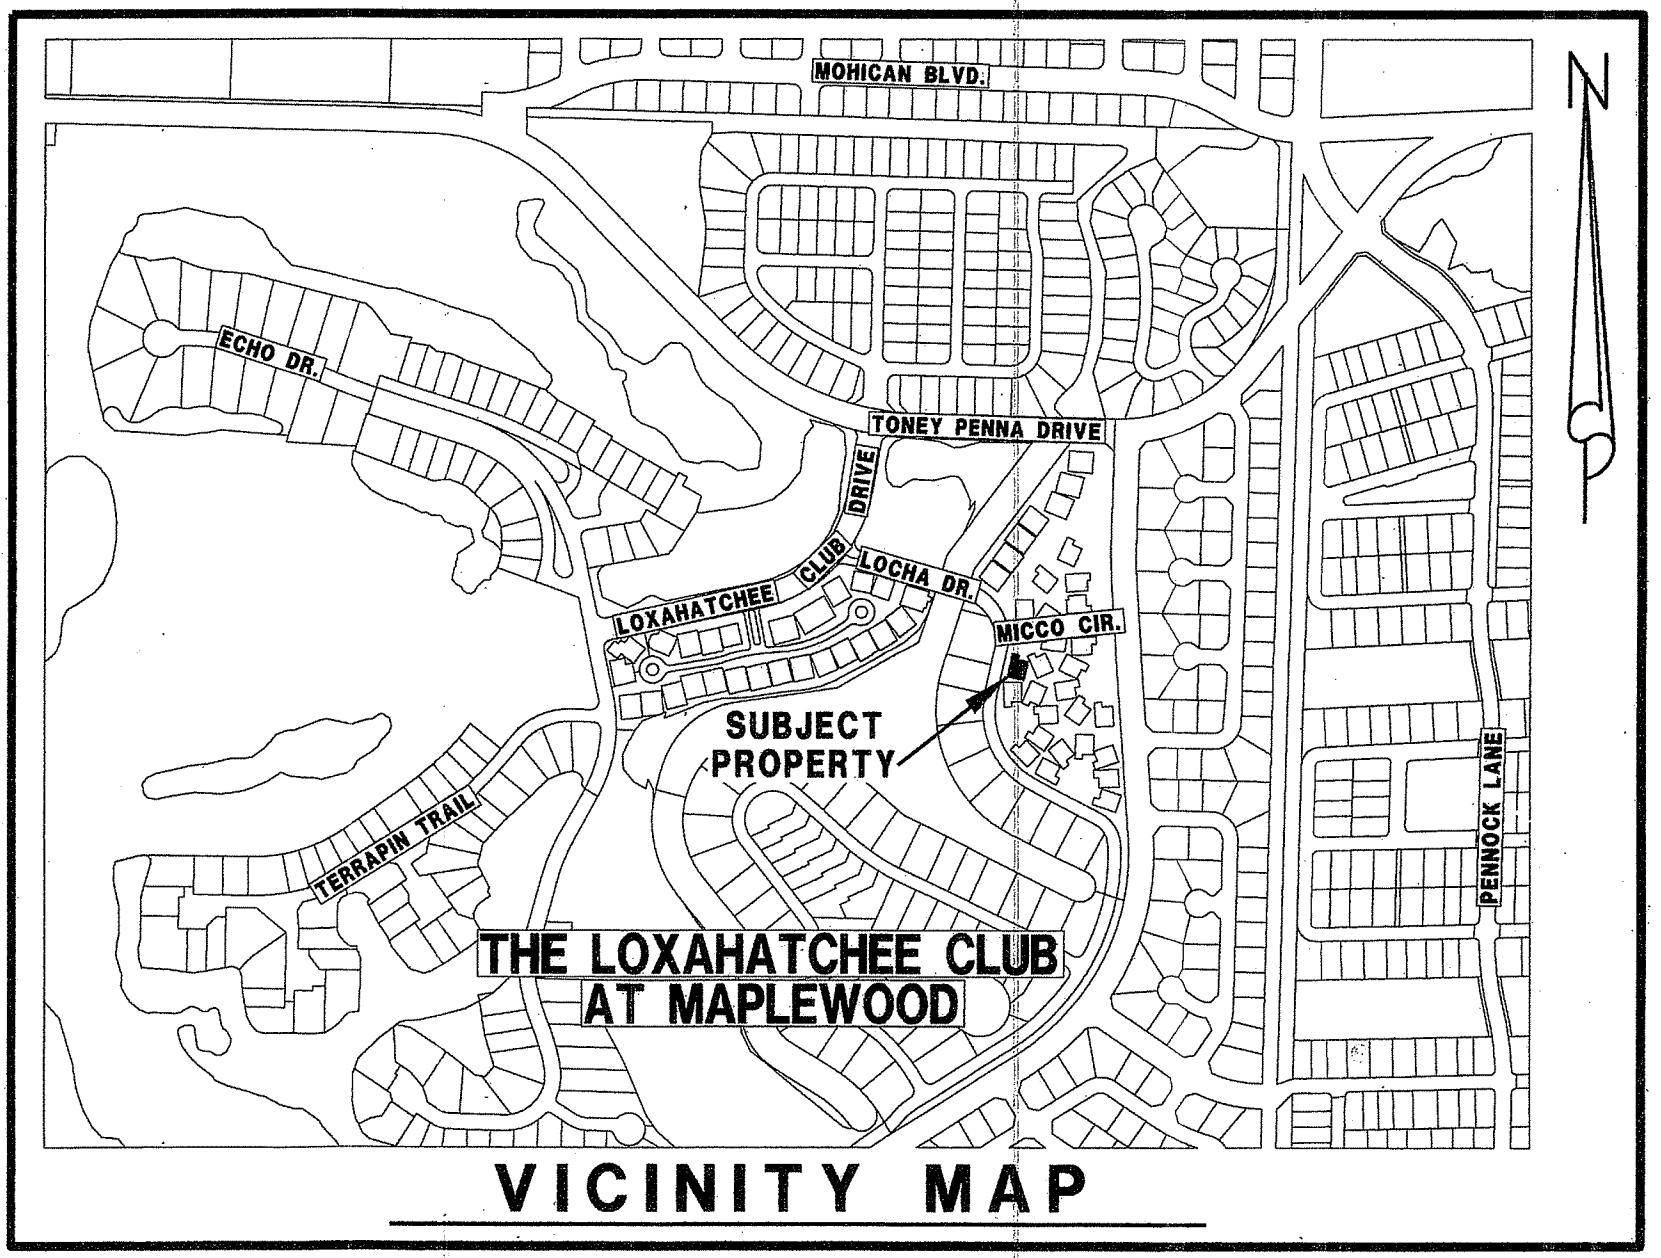 MOHICAN BLVD.
N
ECHO DR.
TONEY PENNA DRIVE
LOXAHATCHEE CLUB DRIVE
LOCHA DR.
MICCO CIR.
SUBJECT
PROPERTY
PENNOCK LANE
TERRAPIN TRAIL
THE LOXAHATCHEE CLUB
AT MAPLEWOOD
VICINITY MAP